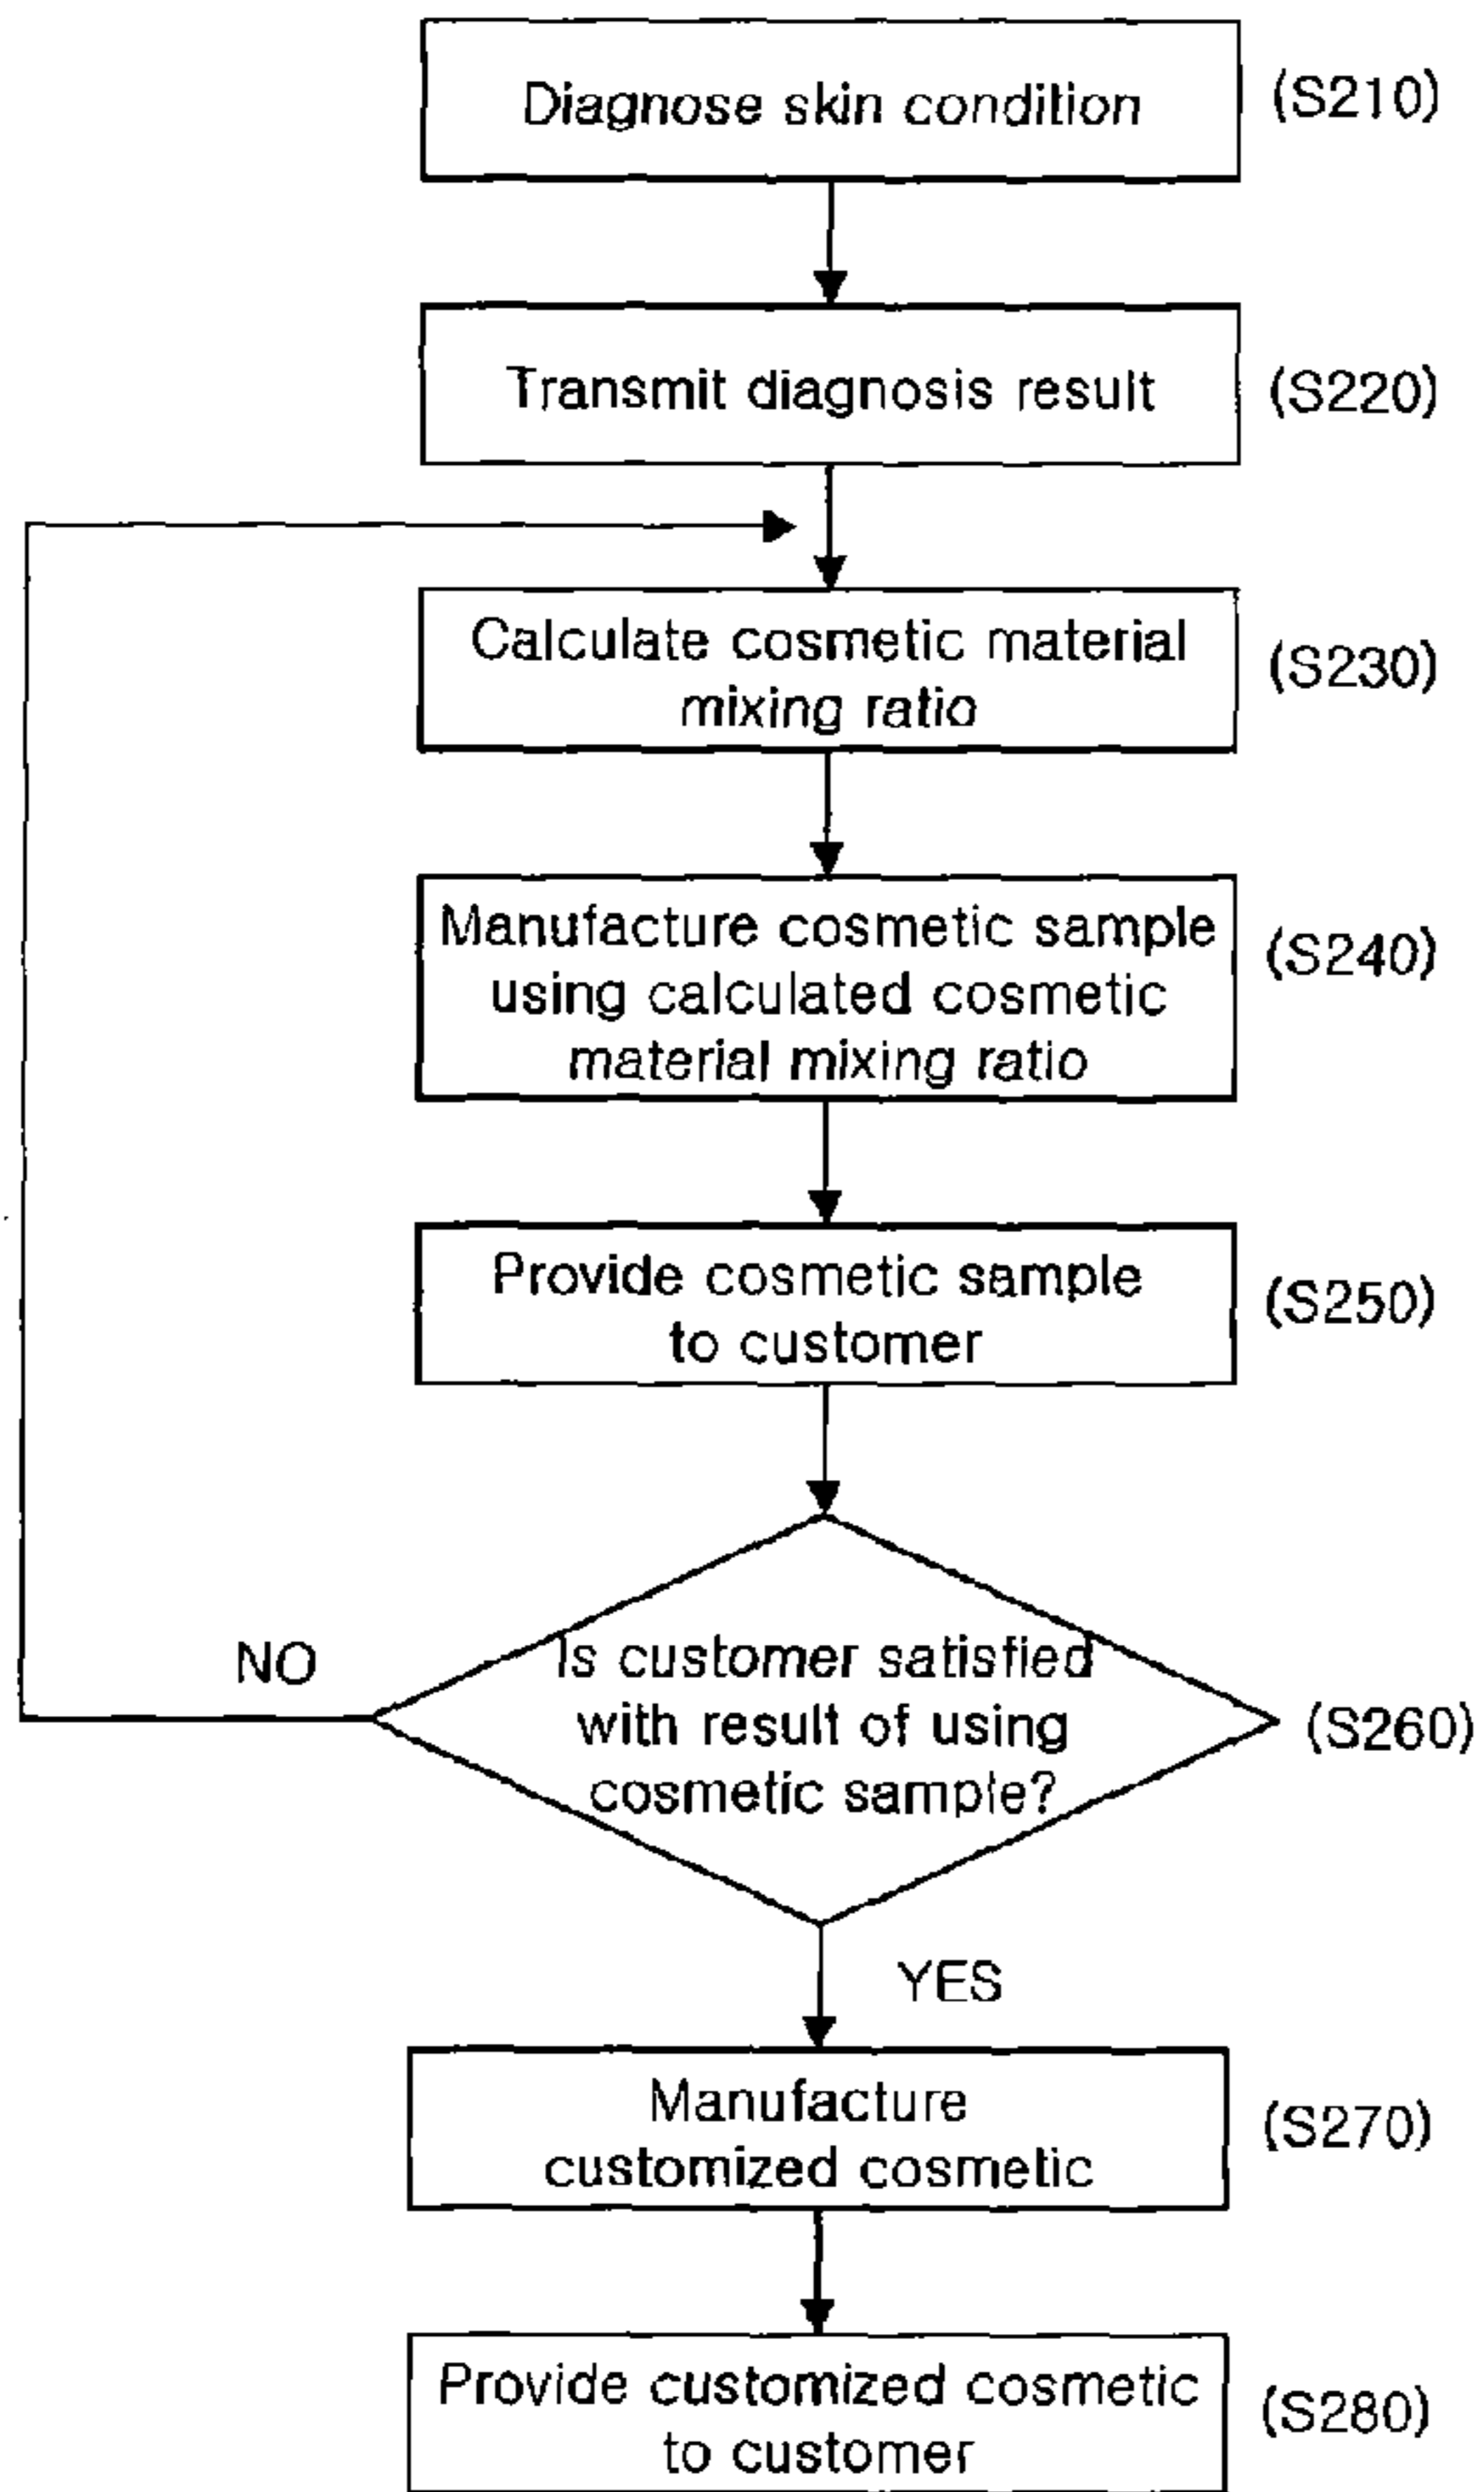 Diagnose skin condition
(S210)
Transmit diagnosis result
(S220)
Calculate cosmetic material
mixing ratio
(S230)
Manufacture cosmetic sample
using calculated cosmetic
material mixing ratio
(S240)
Provide cosmetic sample
to customer
(S250)
NO
Is customer satisfied
with result of using
cosmetic sample?
(S260)
YES
Manufacture
customized cosmetic
(S270)
Provide customized cosmetic
to customer
(S280)